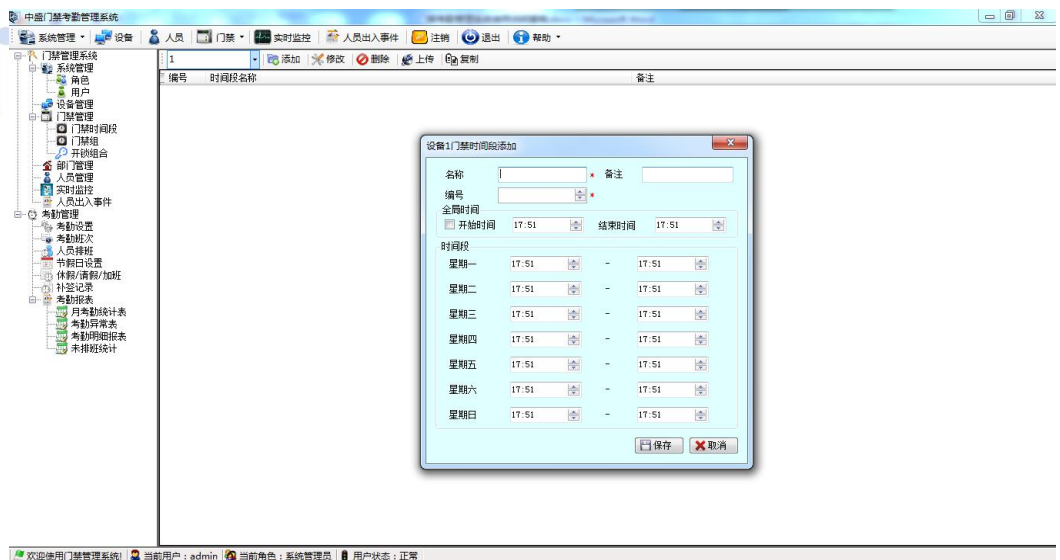 中盛门禁考勤管理系统
系统管理 设备 人员 门禁 实时监控 人员出入事件 注销 退出 帮助
门禁管理系统
系统管理
角色
用户
设备管理
门禁管理
门禁时间段
门禁组
开锁组合
部门管理
人员管理
实时监控
人员出入事件
考勤管理
考勤设置
考勤班次
人员排班
节假日设置
休假/请假/加班
补签记录
考勤报表
月考勤统计表
考勤异常表
考勤明细报表
未排班统计
1 添加 修改 删除 上传 复制
编号 时间段名称 备注
设备1门禁时间段添加
名称 * 备注
编号 *
全局时间
开始时间 17:51 结束时间 17:51
时间段
星期一 17:51 - 17:51
星期二 17:51 - 17:51
星期三 17:51 - 17:51
星期四 17:51 - 17:51
星期五 17:51 - 17:51
星期六 17:51 - 17:51
星期日 17:51 - 17:51
保存 取消
欢迎使用门禁管理系统! 当前用户：admin 当前角色：系统管理员 用户状态：正常